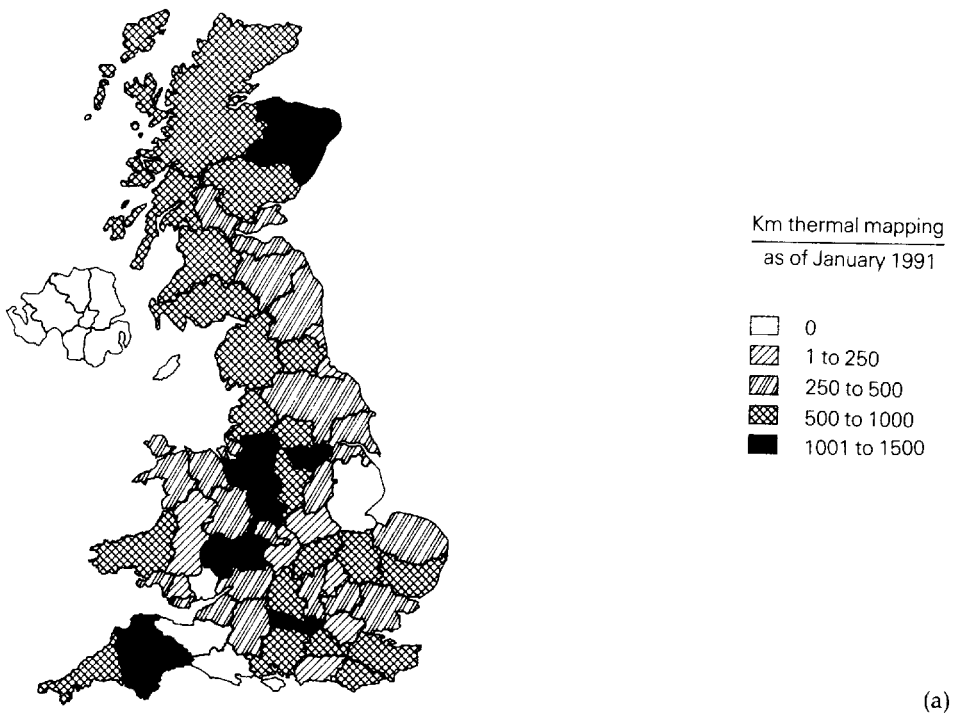 Km thermal mapping
as of January 1991
0
1 to 250
250 to 500
500 to 1000
1001 to 1500
(a)